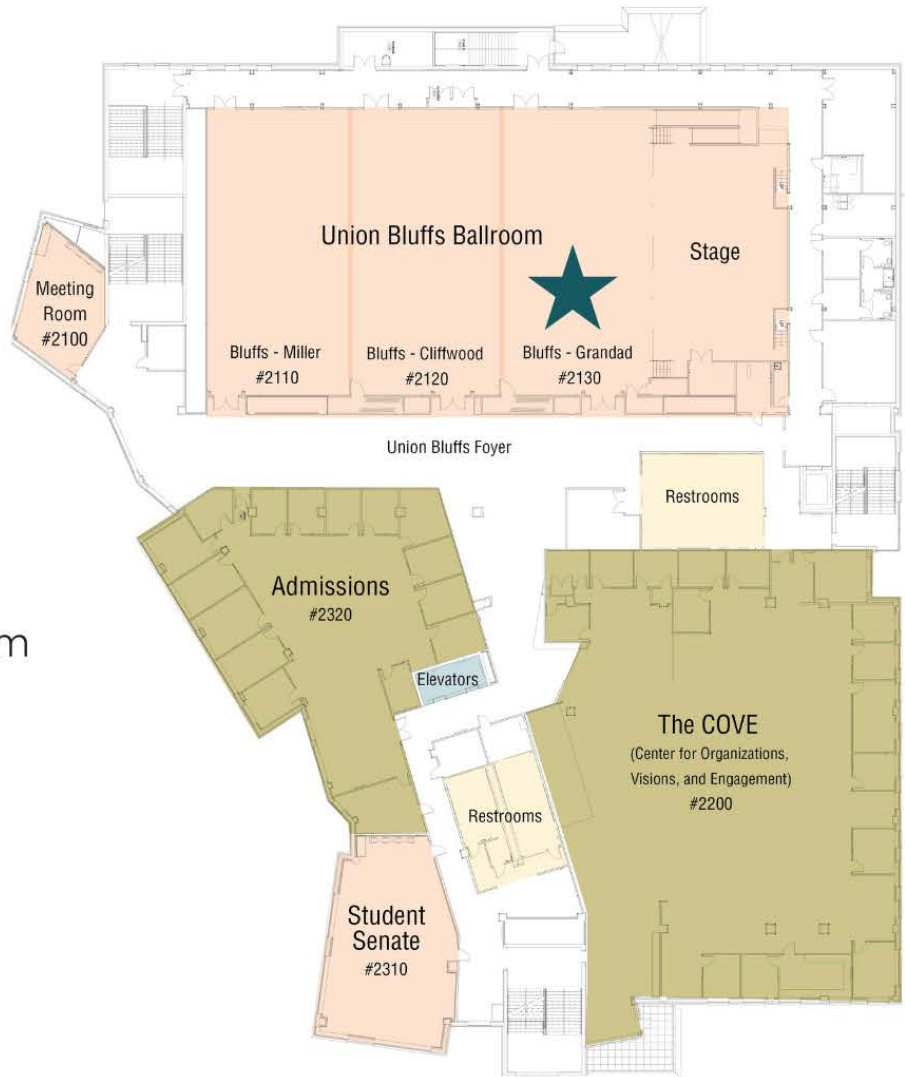 Union Bluffs Ballroom
Stage
Meeting
Room
#2100
Bluffs - Miller
#2110
Bluffs - Cliffwood
#2120
Bluffs - Grandad
#2130
Union Bluffs Foyer
Restrooms
Admissions
#2320
m
Elevators
The COVE
(Center for Organizations,
Visions, and Engagement)
#2200
Restrooms
Student
Senate
#2310